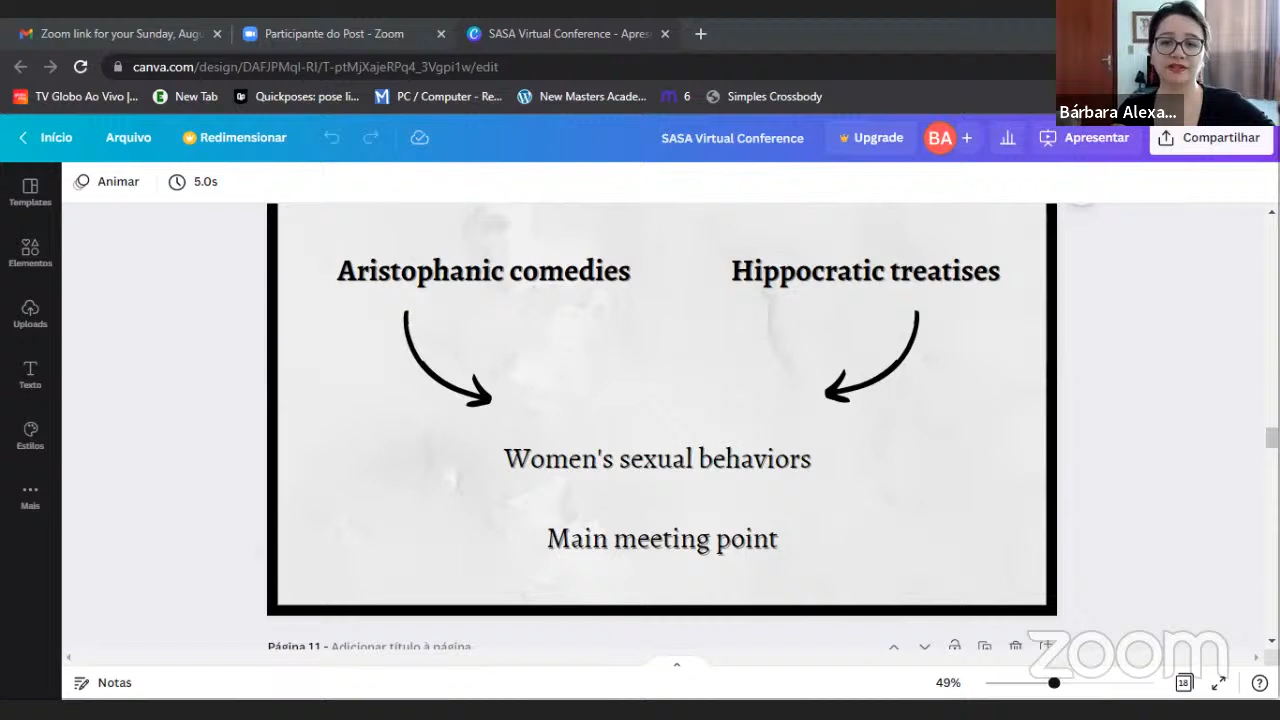 Zoom link for your Sunday, Augu
Participante do Post - Zoom
SASA Virtual Conference - Apres
canva.com/design/DAFJPMqI-RI/T-ptMjXajeRPq4_3Vgpi1w/edit
TV Globo Ao Vivo |...
New Tab
Quickposes: pose li...
PC / Computer - Re...
New Masters Acade...
6
Simples Crossbody
Bárbara Alexa...
Início
Arquivo
Redimensionar
SASA Virtual Conference
Upgrade
BA
Apresentar
Compartilhar
Animar
5.0s
Templates
Elementos
Uploads
Texto
Estilos
Mais
Aristophanic comedies
Hippocratic treatises
Women's sexual behaviors
Main meeting point
Página 11 - Adicionar título à página
zoom
Notas
49%
18